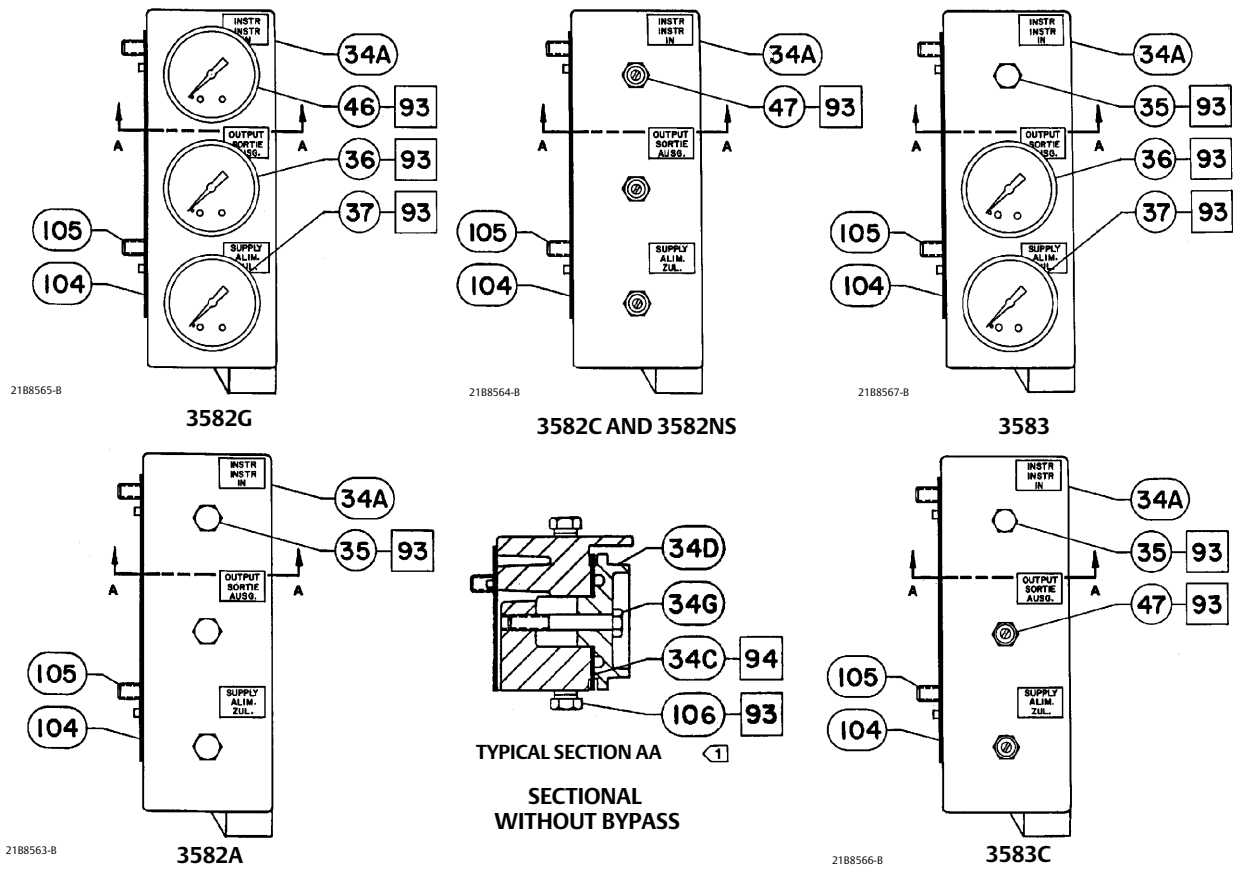 INSTR
INSTR
IN
34A
46 93
A A
OUTPUT
SORTIE
AUSG.
36 93
37 93
105
SUPPLY
ALIM.
ZUL.
104
21B8565-B
3582G
INSTR
INSTR
IN
34A
47 93
A A
OUTPUT
SORTIE
AUSG.
105
SUPPLY
ALIM.
ZUL.
104
21B8564-B
3582C AND 3582NS
INSTR
INSTR
IN
34A
35 93
A A
OUTPUT
SORTIE
AUSG.
36 93
37 93
105
SUPPLY
ALIM.
ZUL.
104
21B8567-B
3583
INSTR
INSTR
IN
34A
35 93
A A
OUTPUT
SORTIE
AUSG.
105
SUPPLY
ALIM.
ZUL.
104
21B8563-B
3582A
34D
34G
34C 94
106 93
TYPICAL SECTION AA 1
SECTIONAL
WITHOUT BYPASS
INSTR
INSTR
IN
34A
35 93
A A
OUTPUT
SORTIE
AUSG.
47 93
105
SUPPLY
ALIM.
ZUL.
104
21B8566-B
3583C